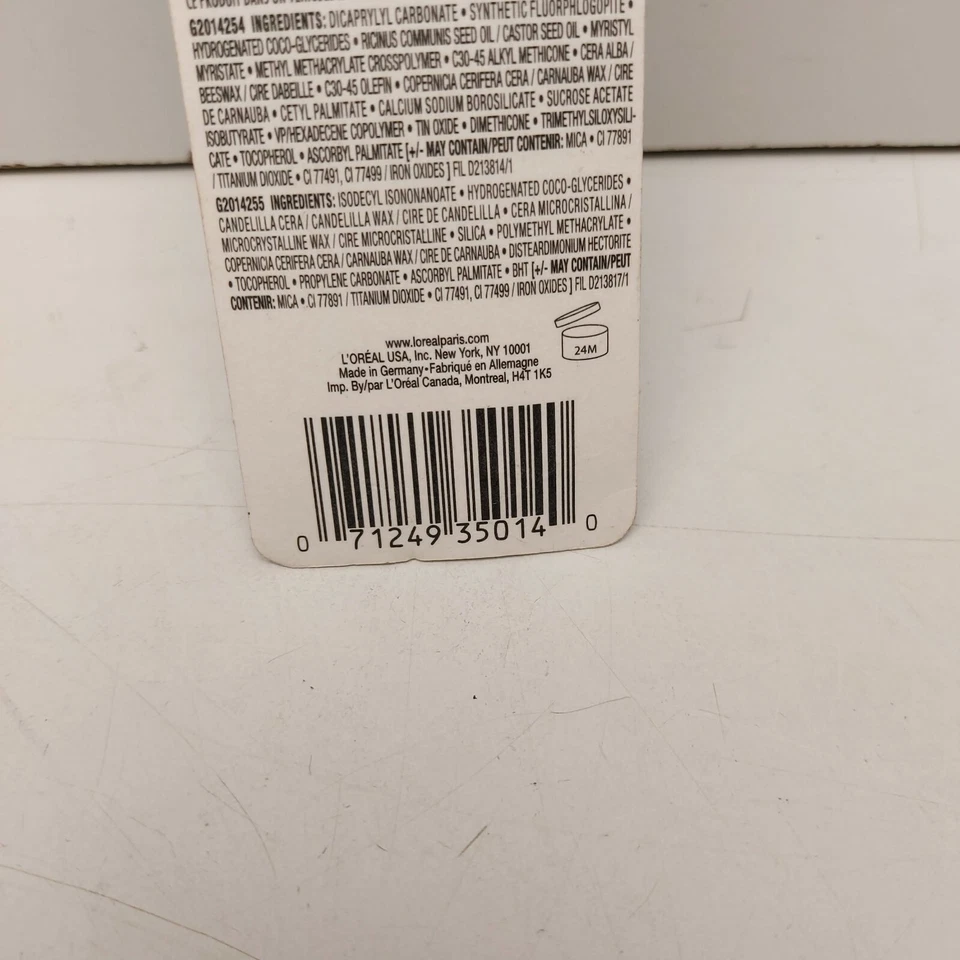 LE PRODUIT DANS UN
G2014254 INGREDIENTS: DICAPRYLYL CARBONATE • SYNTHETIC FLUORPHLOGOPITE •
HYDROGENATED COCO-GLYCERIDES • RICINUS COMMUNIS SEED OIL / CASTOR SEED OIL • MYRISTYL
MYRISTATE • METHYL METHACRYLATE CROSSPOLYMER • C30-45 ALKYL METHICONE • CERA ALBA /
BEESWAX / CIRE DABEILLE • C30-45 OLEFIN • COPERNICIA CERIFERA CERA / CARNAUBA WAX / CIRE
DE CARNAUBA • CETYL PALMITATE • CALCIUM SODIUM BOROSILICATE • SUCROSE ACETATE
ISOBUTYRATE • VP/HEXADECENE COPOLYMER • TIN OXIDE • DIMETHICONE • TRIMETHYLSILOXYSILI-
CATE • TOCOPHEROL • ASCORBYL PALMITATE [+/- MAY CONTAIN/PEUT CONTENIR: MICA • CI 77891
/ TITANIUM DIOXIDE • CI 77491, CI 77499 / IRON OXIDES ] FIL D213814/1
G2014255 INGREDIENTS: ISODECYL ISONONANOATE • HYDROGENATED COCO-GLYCERIDES •
CANDELILLA CERA / CANDELILLA WAX / CIRE DE CANDELILLA • CERA MICROCRISTALLINA /
MICROCRYSTALLINE WAX / CIRE MICROCRISTALLINE • SILICA • POLYMETHYL METHACRYLATE •
COPERNICIA CERIFERA CERA / CARNAUBA WAX / CIRE DE CARNAUBA • DISTEARDIMONIUM HECTORITE
• TOCOPHEROL • PROPYLENE CARBONATE • ASCORBYL PALMITATE • BHT [+/- MAY CONTAIN/PEUT
CONTENIR: MICA • CI 77891 / TITANIUM DIOXIDE • CI 77491, CI 77499 / IRON OXIDES ] FIL D213817/1
www.lorealparis.com
L'ORÉAL USA, Inc. New York, NY 10001
Made in Germany•Fabriqué en Allemagne
Imp. By/par L'Oréal Canada, Montreal, H4T 1K5
24M
0 71249 35014 0